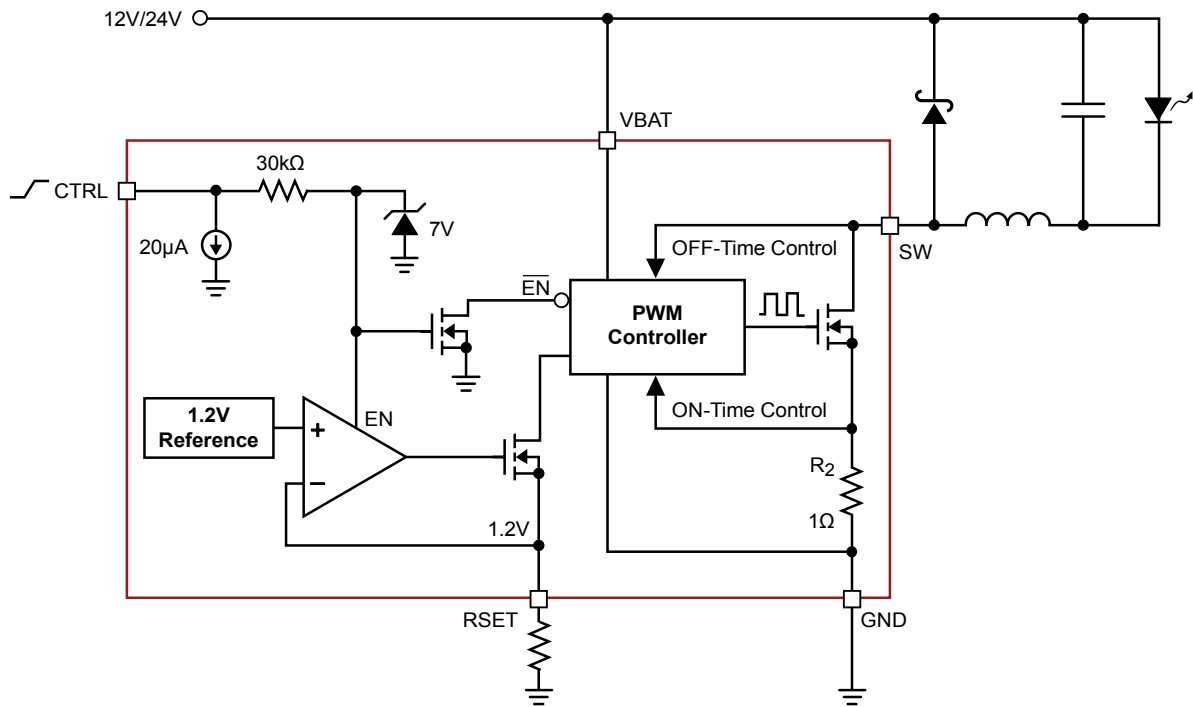 12V/24V
VBAT
30kΩ
CTRL
7V
20μA
OFF-Time Control
SW
EN
PWM
Controller
ON-Time Control
1.2V
Reference
+
EN
−
R2
1Ω
1.2V
RSET
GND